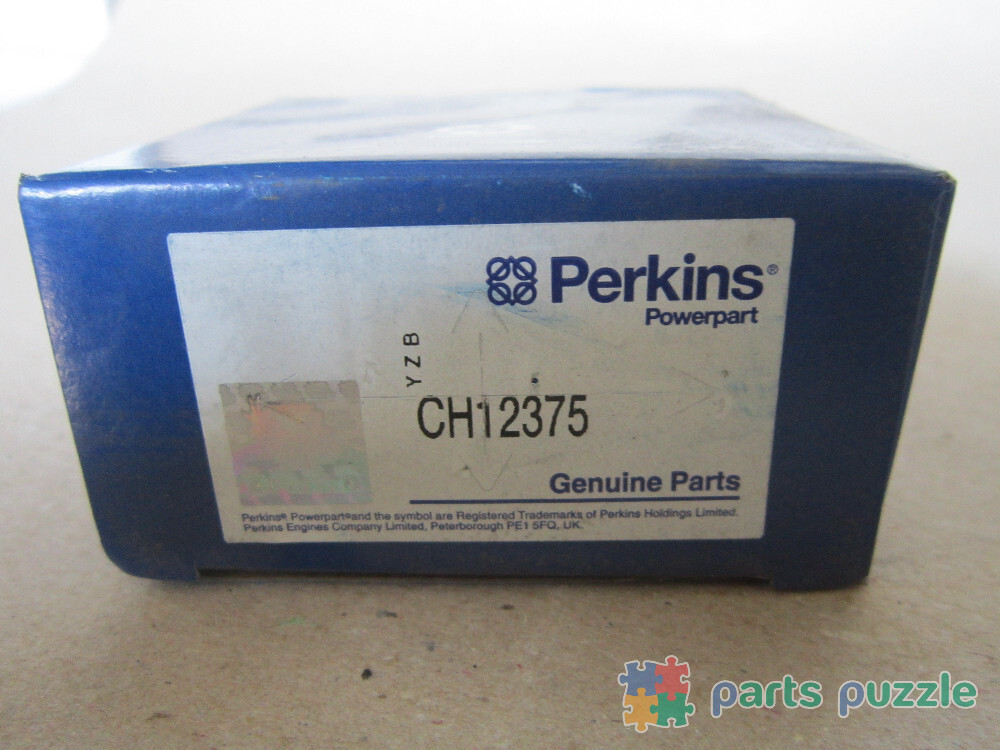 Perkins®
Powerpart
YZB
CH12375
Genuine Parts
Perkins® Powerpart®and the symbol are Registered Trademarks of Perkins Holdings Limited.
Perkins Engines Company Limited, Peterborough PE1 5FQ, UK.
parts puzzle